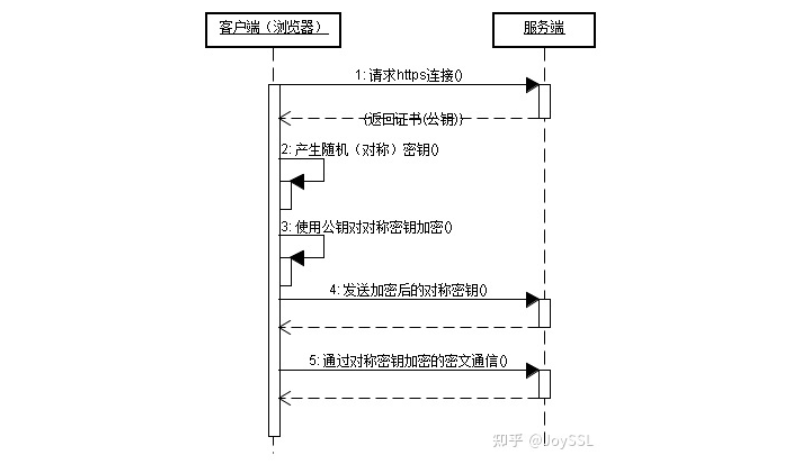 客户端（浏览器）
服务端
1: 请求https连接()
(返回证书(公钥))
2: 产生随机（对称）密钥()
3: 使用公钥对对称密钥加密()
4: 发送加密后的对称密钥()
5: 通过对称密钥加密的密文通信()
知乎 @JoySSL